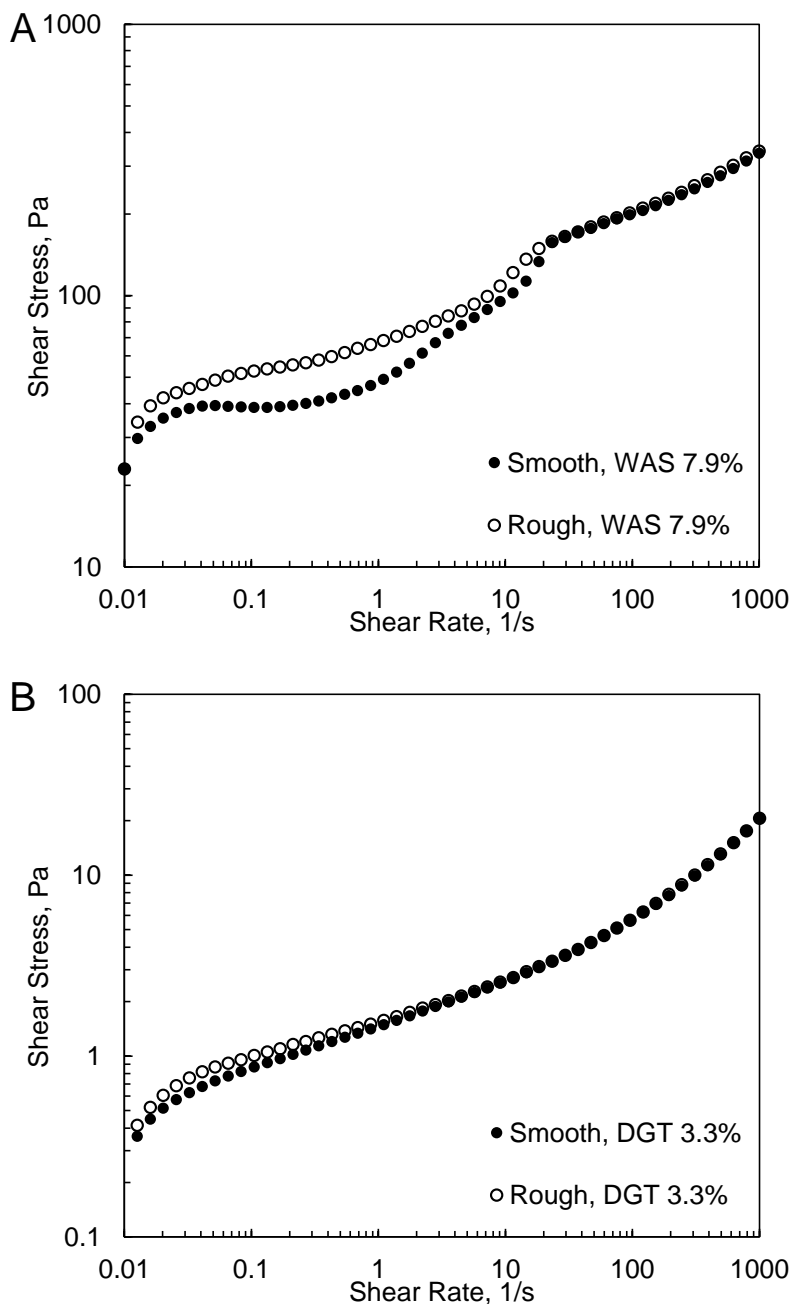 A
1000
100
10
Shear Stress, Pa
Smooth, WAS 7.9%
Rough, WAS 7.9%
0.01 0.1 1 10 100 1000
Shear Rate, 1/s
B
100
10
1
0.1
Shear Stress, Pa
Smooth, DGT 3.3%
Rough, DGT 3.3%
0.01 0.1 1 10 100 1000
Shear Rate, 1/s